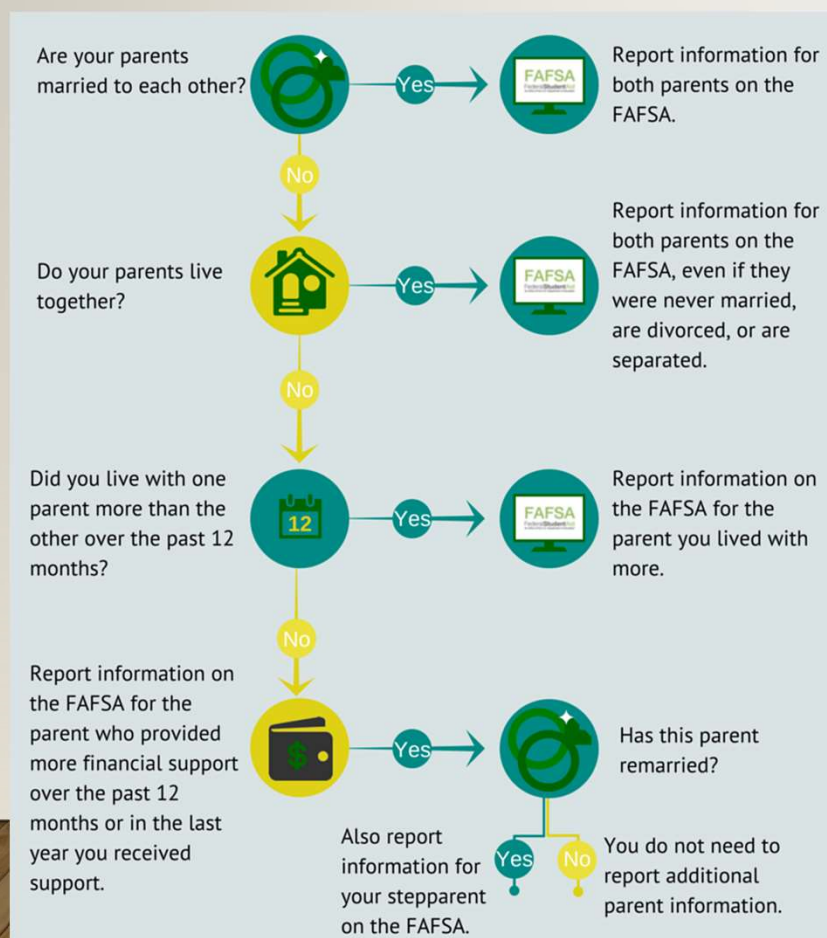 Are your parents
married to each other?
Yes
FAFSA
Report information for
both parents on the
FAFSA.
No
Do your parents live
together?
Yes
FAFSA
Report information for
both parents on the
FAFSA, even if they
were never married,
are divorced, or are
separated.
No
Did you live with one
parent more than the
other over the past 12
months?
12
Yes
FAFSA
Report information on
the FAFSA for the
parent you lived with
more.
No
Report information on
the FAFSA for the
parent who provided
more financial support
over the past 12
months or in the last
year you received
support.
$
Yes
Has this parent
remarried?
Also report
information for
your stepparent
on the FAFSA.
Yes
No
You do not need to
report additional
parent information.